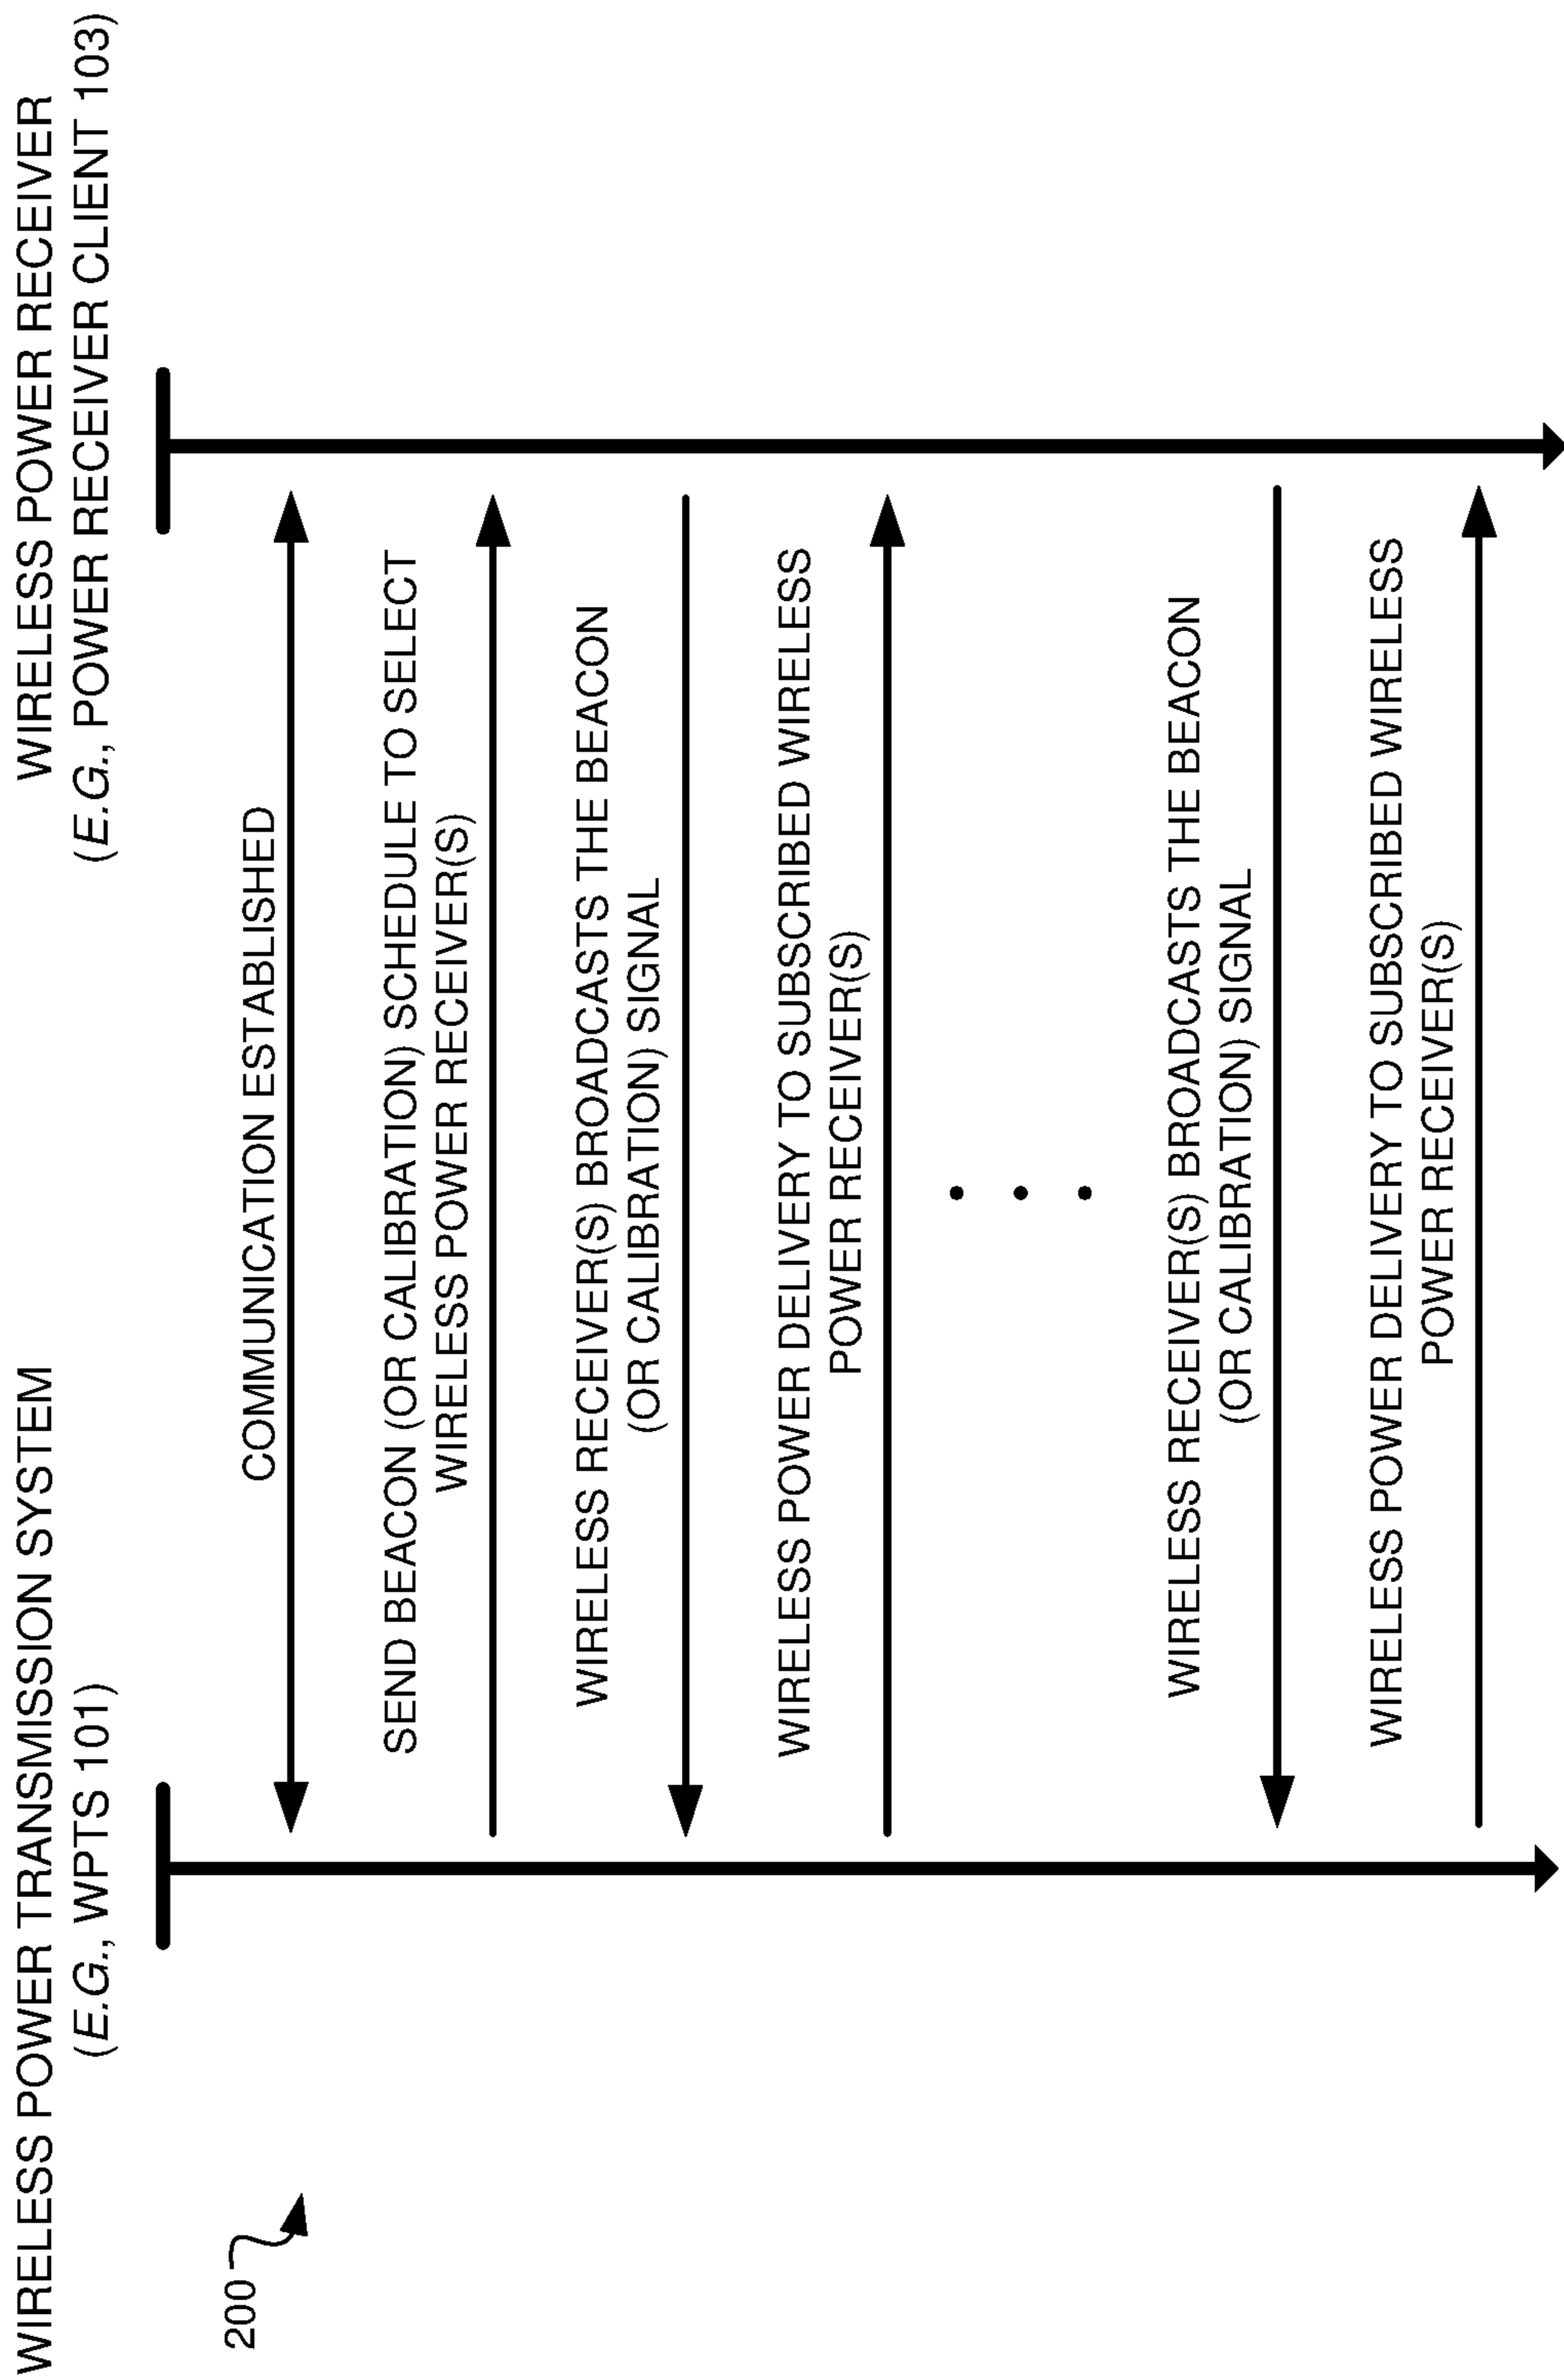 WIRELESS POWER TRANSMISSION SYSTEM
(E.G., WPTS 101)
WIRELESS POWER RECEIVER
(E.G., POWER RECEIVER CLIENT 103)
200
COMMUNICATION ESTABLISHED
SEND BEACON (OR CALIBRATION) SCHEDULE TO SELECT
WIRELESS POWER RECEIVER(S)
WIRELESS RECEIVER(S) BROADCASTS THE BEACON
(OR CALIBRATION) SIGNAL
WIRELESS POWER DELIVERY TO SUBSCRIBED WIRELESS
POWER RECEIVER(S)
WIRELESS RECEIVER(S) BROADCASTS THE BEACON
(OR CALIBRATION) SIGNAL
WIRELESS POWER DELIVERY TO SUBSCRIBED WIRELESS
POWER RECEIVER(S)